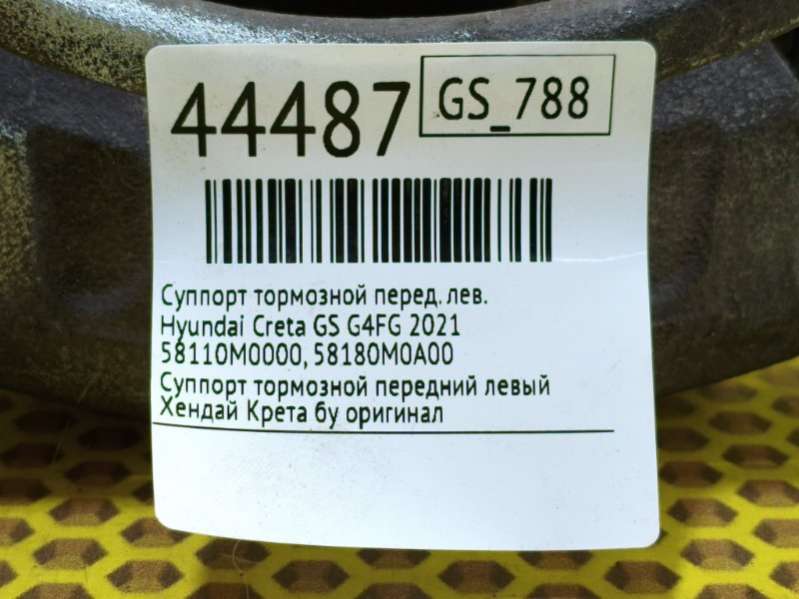 44487
GS_788
Суппорт тормозной перед. лев.
Hyundai Creta GS G4FG 2021
58110M0000, 58180M0A00
Суппорт тормозной передний левый
Хендай Крета бу оригинал